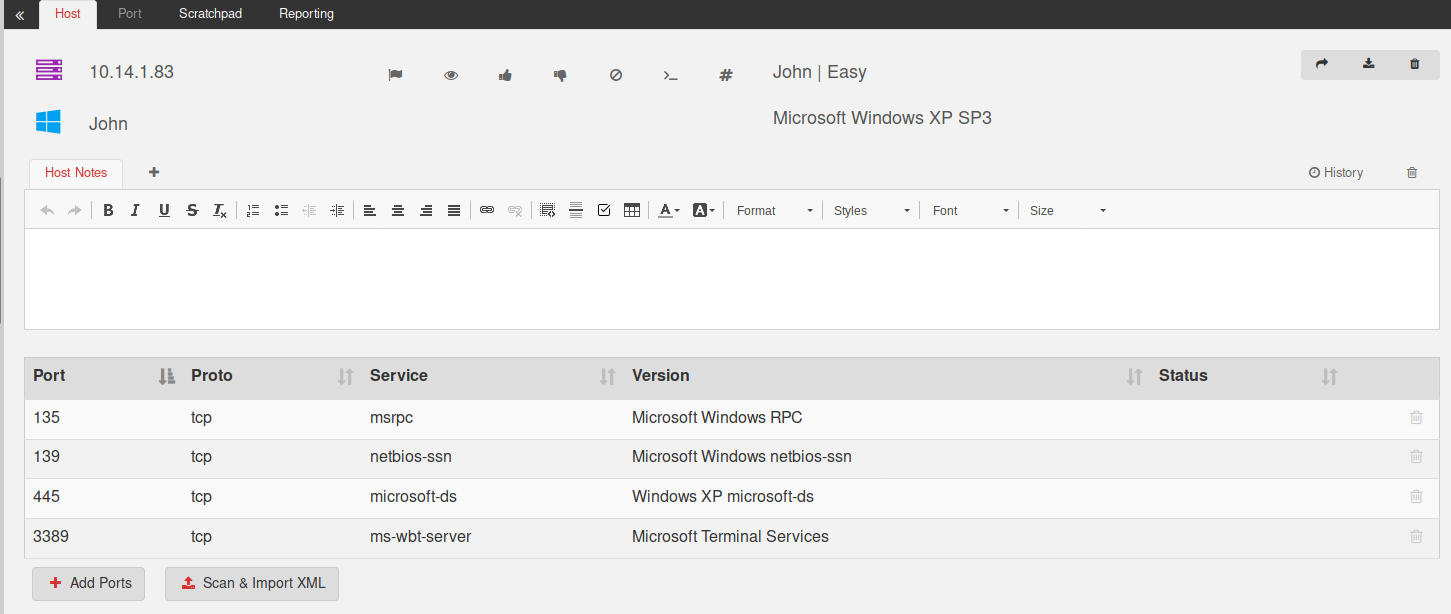 Host Port Scratchpad Reporting
10.14.1.83 John | Easy
John Microsoft Windows XP SP3
Host Notes History
Format Styles Font Size
Port Proto Service Version Status
135 tcp msrpc Microsoft Windows RPC
139 tcp netbios-ssn Microsoft Windows netbios-ssn
445 tcp microsoft-ds Windows XP microsoft-ds
3389 tcp ms-wbt-server Microsoft Terminal Services
Add Ports Scan & Import XML